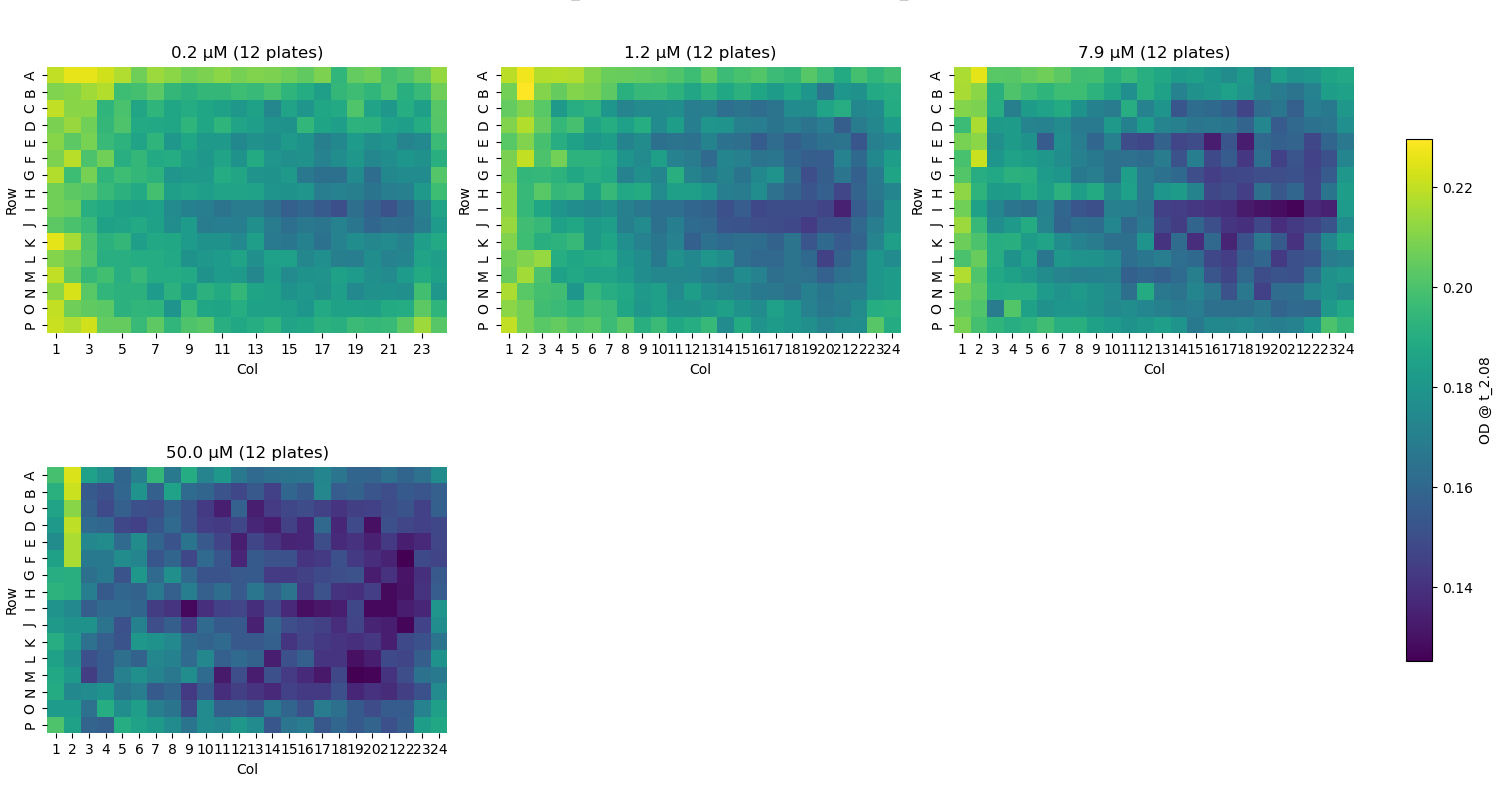 0.2 µM (12 plates)
1.2 µM (12 plates)
7.9 µM (12 plates)
Row
A
B
C
D
E
F
G
H
I
J
K
L
M
N
O
P
1 3 5 7 9 11 13 15 17 19 21 23
Col
Row
A
B
C
D
E
F
G
H
I
J
K
L
M
N
O
P
1 2 3 4 5 6 7 8 9 10 11 12 13 14 15 16 17 18 19 20 21 22 23 24
Col
Row
A
B
C
D
E
F
G
H
I
J
K
L
M
N
O
P
1 2 3 4 5 6 7 8 9 10 11 12 13 14 15 16 17 18 19 20 21 22 23 24
Col
0.22
0.20
0.18
0.16
0.14
OD @ t_2.08
50.0 µM (12 plates)
Row
A
B
C
D
E
F
G
H
I
J
K
L
M
N
O
P
1 2 3 4 5 6 7 8 9 10 11 12 13 14 15 16 17 18 19 20 21 22 23 24
Col